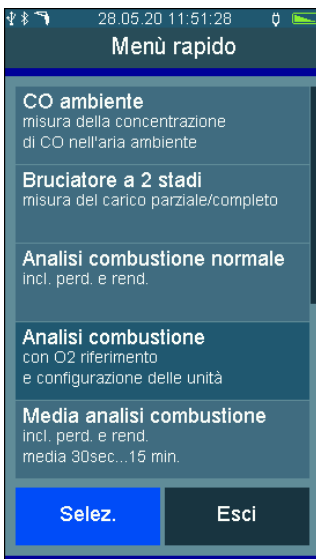 28.05.20 11:51:28
Menù rapido
CO ambiente
misura della concentrazione
di CO nell'aria ambiente
Bruciatore a 2 stadi
misura del carico parziale/completo
Analisi combustione normale
incl. perd. e rend.
Analisi combustione
con O2 riferimento
e configurazione delle unità
Media analisi combustione
incl. perd. e rend.
media 30sec...15 min.
Selez.
Esci